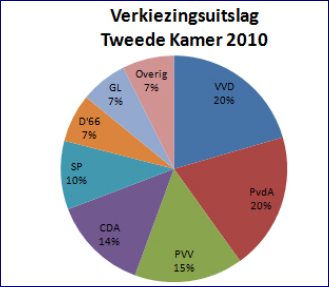 Verkiezingsuitslag
Tweede Kamer 2010
VVD
20%
PvdA
20%
PVV
15%
CDA
14%
SP
10%
D'66
7%
GL
7%
Overig
7%